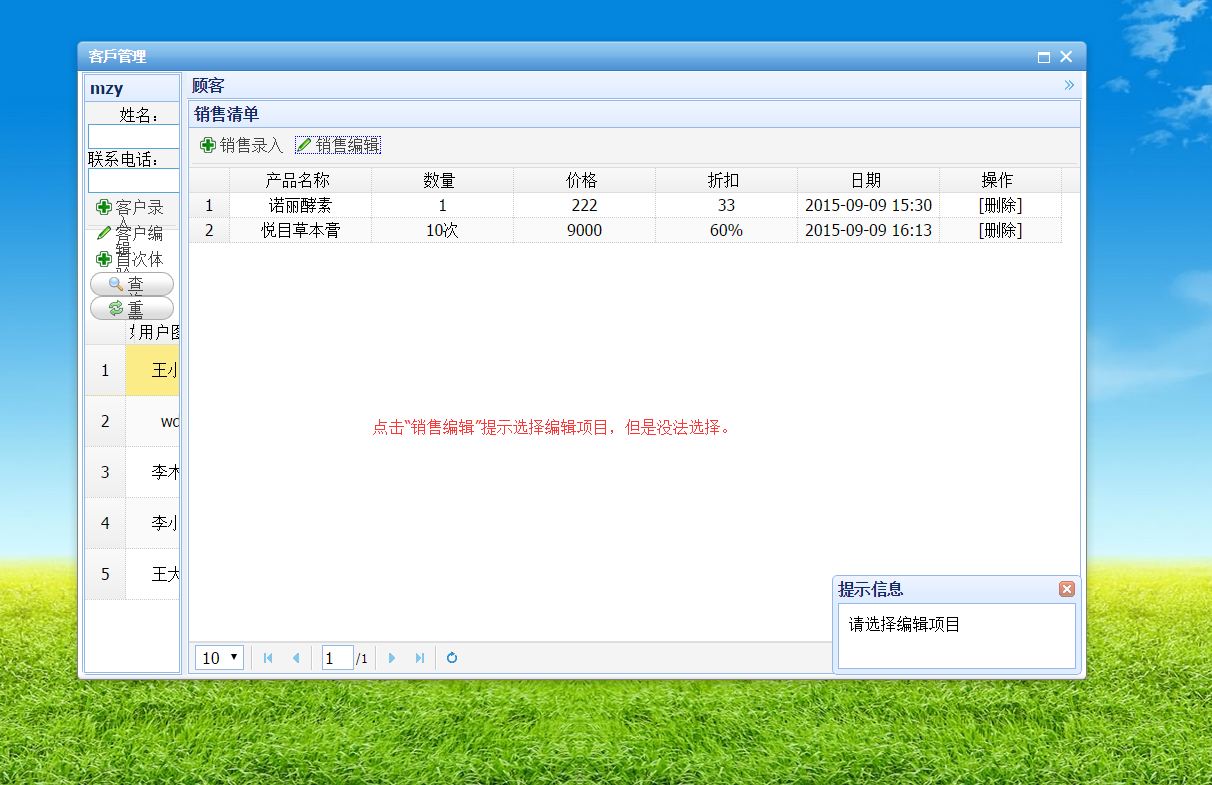 客戶管理
mzy
顾客
姓名：
销售清单
联系电话：
销售录入 销售编辑
客户录入
客户编辑
首次体验
查
重
产品名称 数量 价格 折扣 日期 操作
1 诺丽酵素 1 222 33 2015-09-09 15:30 [删除]
2 悦目草本膏 10次 9000 60% 2015-09-09 16:13 [删除]
用户
1 王小
2 wc
3 李木
4 李小
5 王大
点击“销售编辑”提示选择编辑项目，但是没法选择。
提示信息
请选择编辑项目
10 1 /1